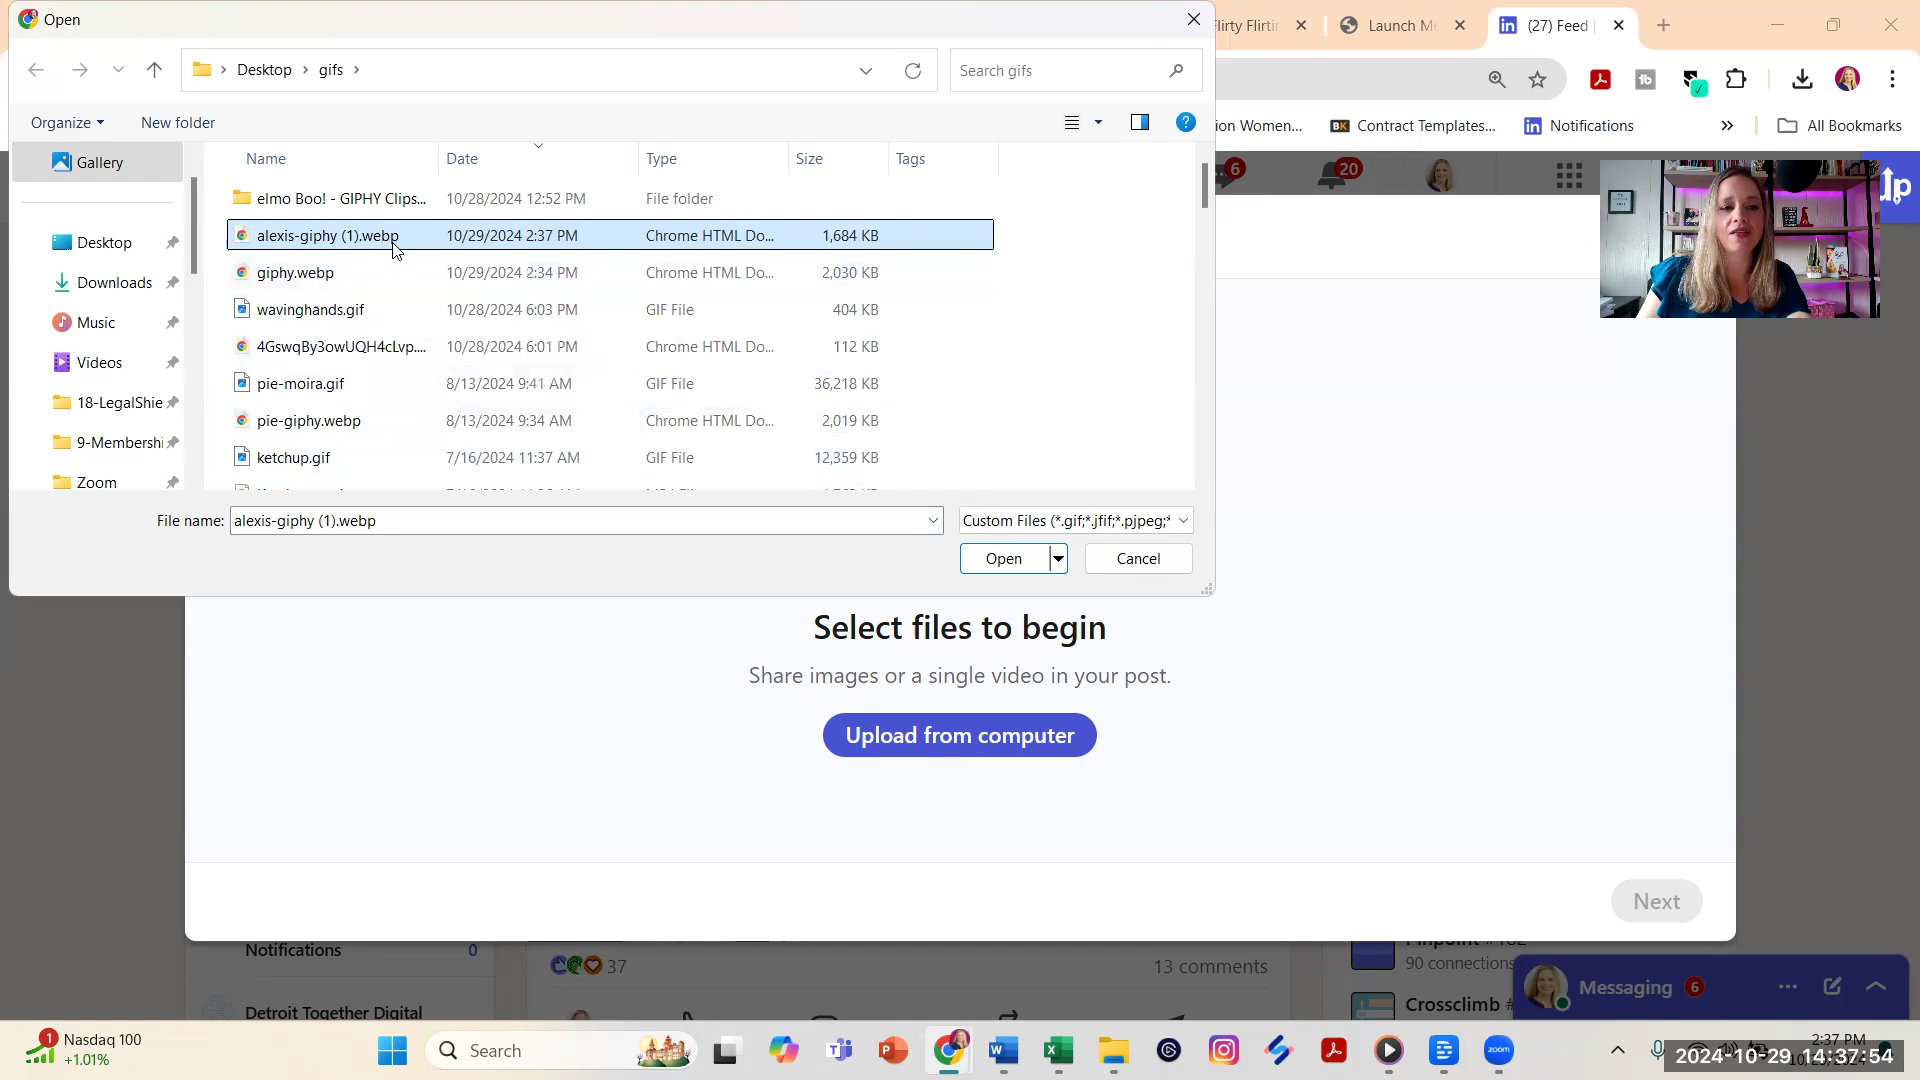 Open
Flirty Flirtir
Launch Me
(27) Feed
Desktop
gifs
Search gifs
Organize
New folder
ion Women...
Contract Templates...
Notifications
All Bookmarks
Name
Date
Type
Size
Tags
Gallery
Desktop
Downloads
Music
Videos
18-LegalShie
9-Membershi
Zoom
elmo Boo! - GIPHY Clips...
10/28/2024 12:52 PM
File folder
alexis-giphy (1).webp
10/29/2024 2:37 PM
Chrome HTML Do...
1,684 KB
giphy.webp
10/29/2024 2:34 PM
Chrome HTML Do...
2,030 KB
wavinghands.gif
10/28/2024 6:03 PM
GIF File
404 KB
4GswqBy3owUQH4cLvp....
10/28/2024 6:01 PM
Chrome HTML Do...
112 KB
pie-moira.gif
8/13/2024 9:41 AM
GIF File
36,218 KB
pie-giphy.webp
8/13/2024 9:34 AM
Chrome HTML Do...
2,019 KB
ketchup.gif
7/16/2024 11:37 AM
GIF File
12,359 KB
6
20
up
File name:
alexis-giphy (1).webp
Custom Files (*.gif;*.jfif;*.pjpeg;*
Open
Cancel
Select files to begin
Share images or a single video in your post.
Upload from computer
Next
Notifications
0
37
13 comments
90 connections
Detroit Together Digital
Crossclimb #
Messaging
6
1
Nasdaq 100
+1.01%
Search
zoom
2:37 PM
2024-10-29 14:37:54